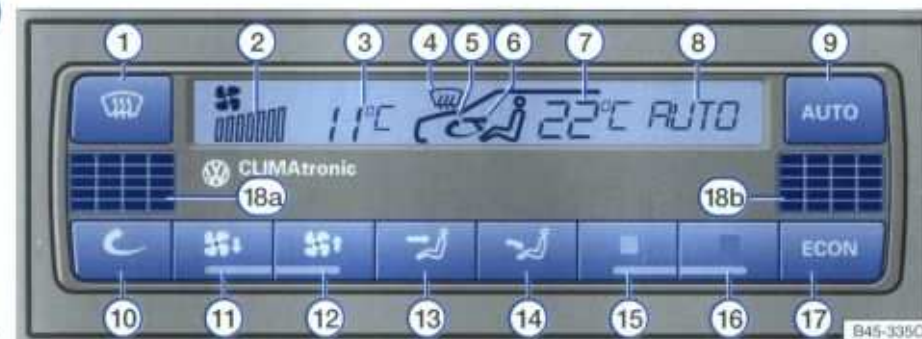 1 2 3 4 5 6 7 8 9
11°C 22°C AUTO AUTO
CLIMAtronic
18a 18b
ECON
10 11 12 13 14 15 16 17
B45-335C